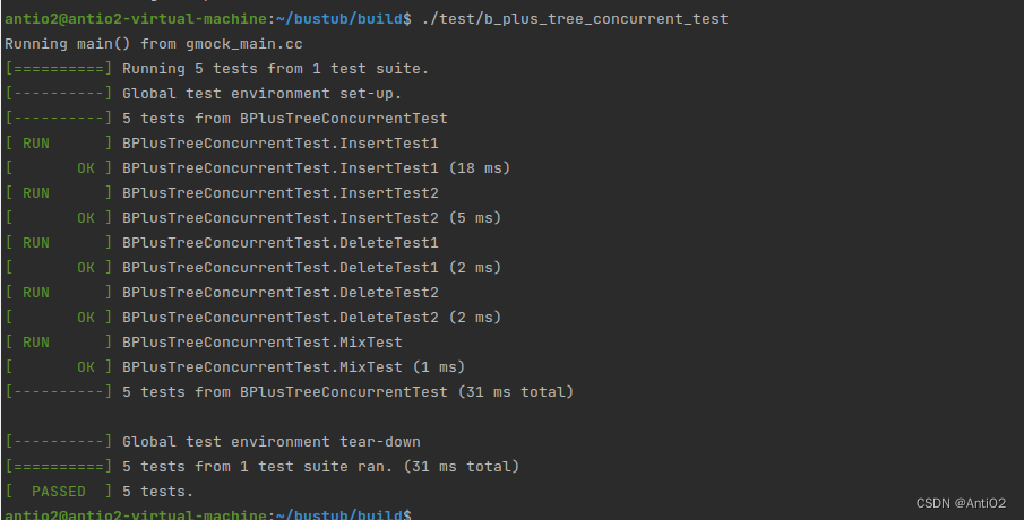 antio2@antio2-virtual-machine:~/bustub/build$ ./test/b_plus_tree_concurrent_test
Running main() from gmock_main.cc
[==========] Running 5 tests from 1 test suite.
[----------] Global test environment set-up.
[----------] 5 tests from BPlusTreeConcurrentTest
[ RUN      ] BPlusTreeConcurrentTest.InsertTest1
[       OK ] BPlusTreeConcurrentTest.InsertTest1 (18 ms)
[ RUN      ] BPlusTreeConcurrentTest.InsertTest2
[       OK ] BPlusTreeConcurrentTest.InsertTest2 (5 ms)
[ RUN      ] BPlusTreeConcurrentTest.DeleteTest1
[       OK ] BPlusTreeConcurrentTest.DeleteTest1 (2 ms)
[ RUN      ] BPlusTreeConcurrentTest.DeleteTest2
[       OK ] BPlusTreeConcurrentTest.DeleteTest2 (2 ms)
[ RUN      ] BPlusTreeConcurrentTest.MixTest
[       OK ] BPlusTreeConcurrentTest.MixTest (1 ms)
[----------] 5 tests from BPlusTreeConcurrentTest (31 ms total)
[----------] Global test environment tear-down
[==========] 5 tests from 1 test suite ran. (31 ms total)
[  PASSED  ] 5 tests.
antio2@antio2-virtual-machine:~/bustub/build$
CSDN @AntiO2